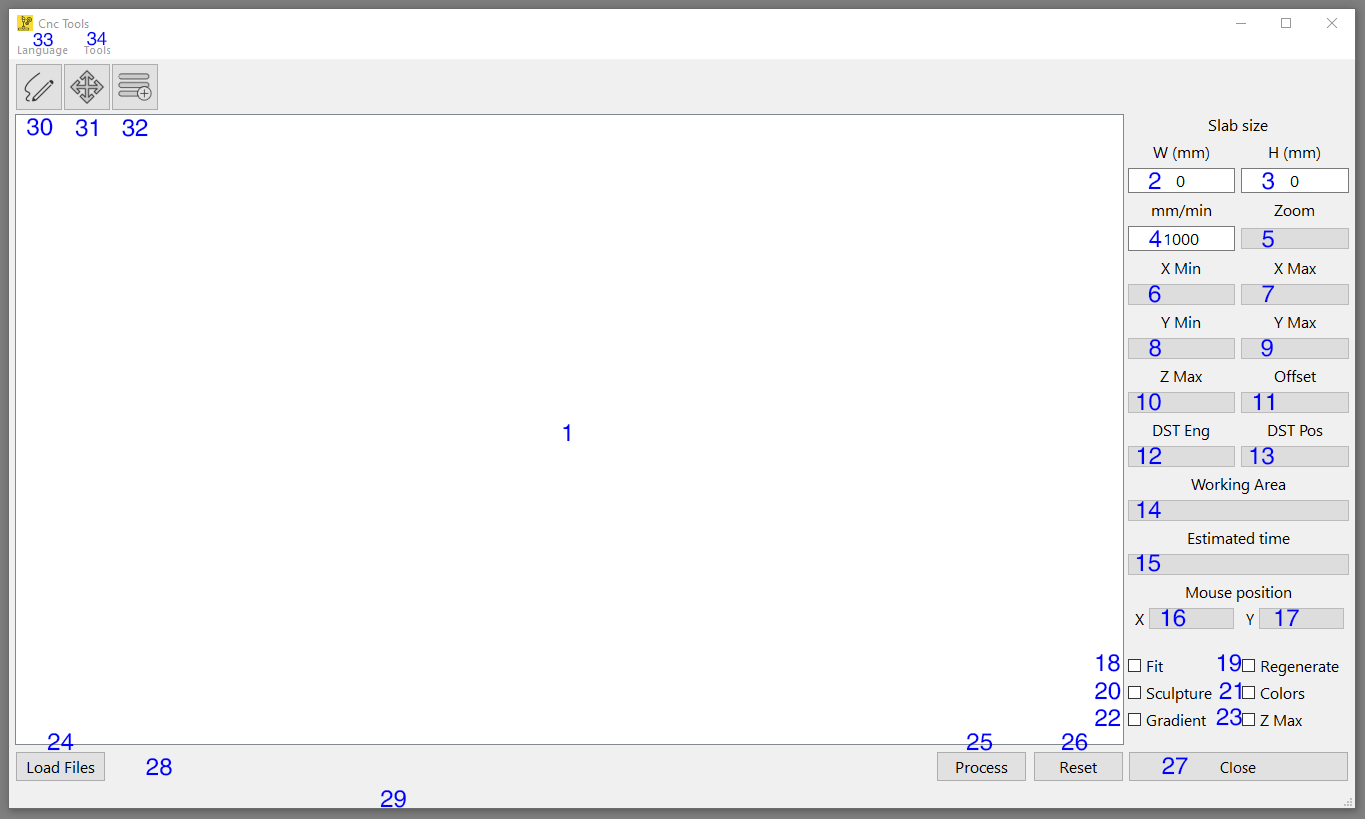 Cnc Tools
33 34
Language Tools
30 31 32
Slab size
W (mm) H (mm)
2 0 3 0
mm/min Zoom
4 1000 5
X Min X Max
6 7
Y Min Y Max
8 9
Z Max Offset
10 11
DST Eng DST Pos
1
12 13
Working Area
14
Estimated time
15
Mouse position
X 16 Y 17
18 Fit 19 Regenerate
20 Sculpture 21 Colors
22 Gradient 23 Z Max
24 25 26
Load Files 28 Process Reset 27 Close
29